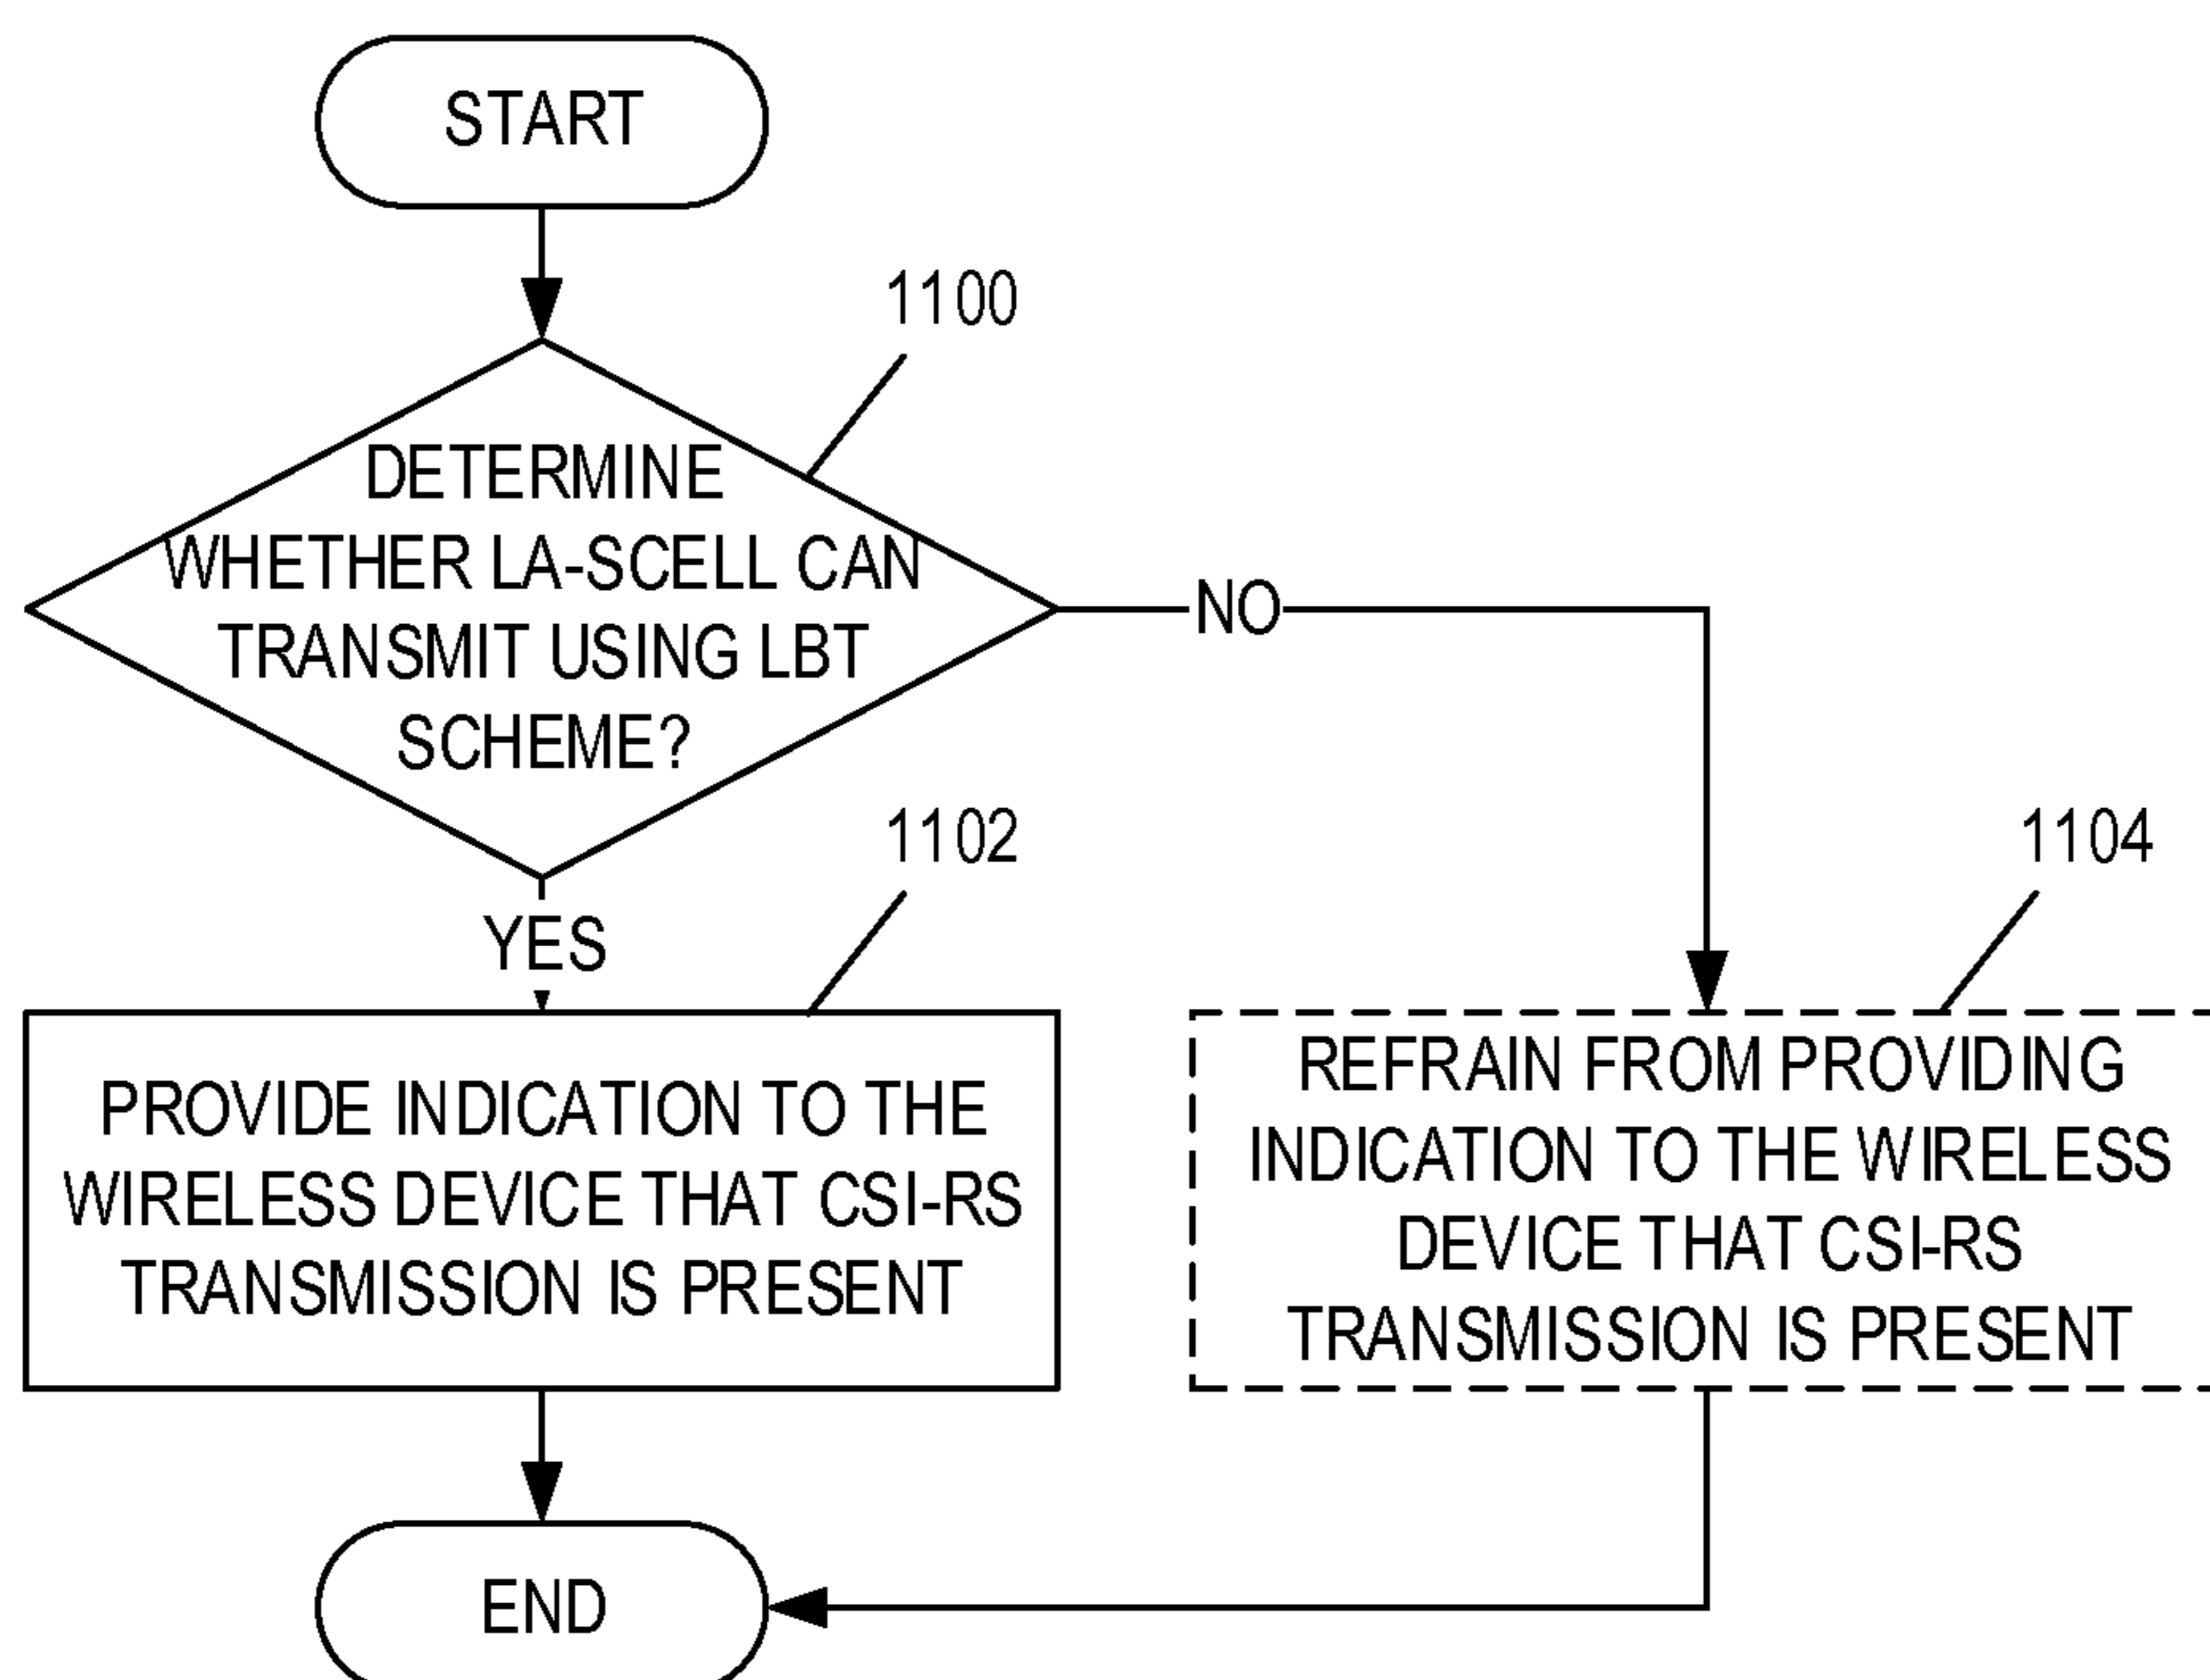 START
1100
DETERMINE
WHETHER LA-SCELL CAN
TRANSMIT USING LBT
SCHEME?
NO
1102
1104
YES
PROVIDE INDICATION TO THE
WIRELESS DEVICE THAT CSI-RS
TRANSMISSION IS PRESENT
REFRAIN FROM PROVIDING
INDICATION TO THE WIRELESS
DEVICE THAT CSI-RS
TRANSMISSION IS PRESENT
END